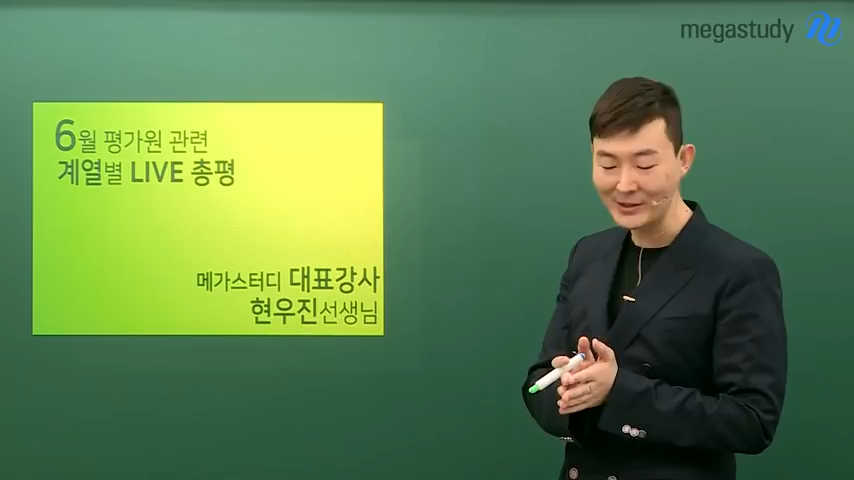 megastudy
6월 평가원 관련
계열별 LIVE 총평
메가스터디 대표강사
현우진선생님